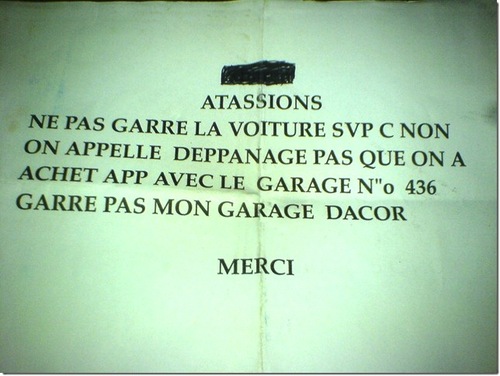 ATASSIONS
NE PAS GARRE LA VOITURE SVP C NON
ON APPELLE DEPPANAGE PAS QUE ON A
ACHET APP AVEC LE GARAGE N"o 436
GARRE PAS MON GARAGE DACOR
MERCI